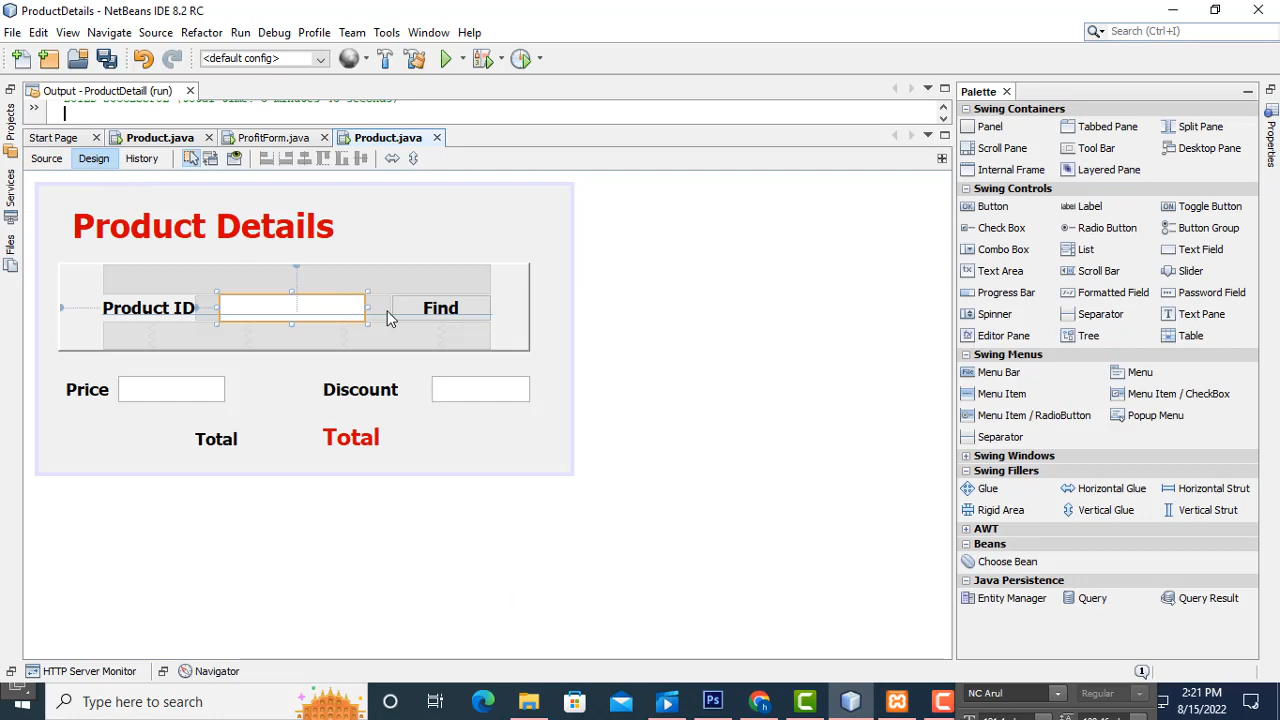 ProductDetails - NetBeans IDE 8.2 RC
File Edit View Navigate Source Refactor Run Debug Profile Team Tools Window Help
Search (Ctrl+I)
<default config>
Output - ProductDetail (run)
Palette
Start Page Product.java ProfitForm.java Product.java
Source Design History
Product Details
Product ID Find
Price Discount
Total Total
Swing Containers
Panel Tabbed Pane Split Pane
Scroll Pane Tool Bar Desktop Pane
Internal Frame Layered Pane
Swing Controls
Button Label Toggle Button
Check Box Radio Button Button Group
Combo Box List Text Field
Text Area Scroll Bar Slider
Progress Bar Formatted Field Password Field
Spinner Separator Text Pane
Editor Pane Tree Table
Swing Menus
Menu Bar Menu
Menu Item Menu Item / CheckBox
Menu Item / RadioButton Popup Menu
Separator
Swing Windows
Swing Fillers
Glue Horizontal Glue Horizontal Strut
Rigid Area Vertical Glue Vertical Strut
AWT
Beans
Choose Bean
Java Persistence
Entity Manager Query Query Result
Projects
Services
Files
Properties
HTTP Server Monitor Navigator
1
Type here to search
NC Arul Regular
2:21 PM
8/15/2022